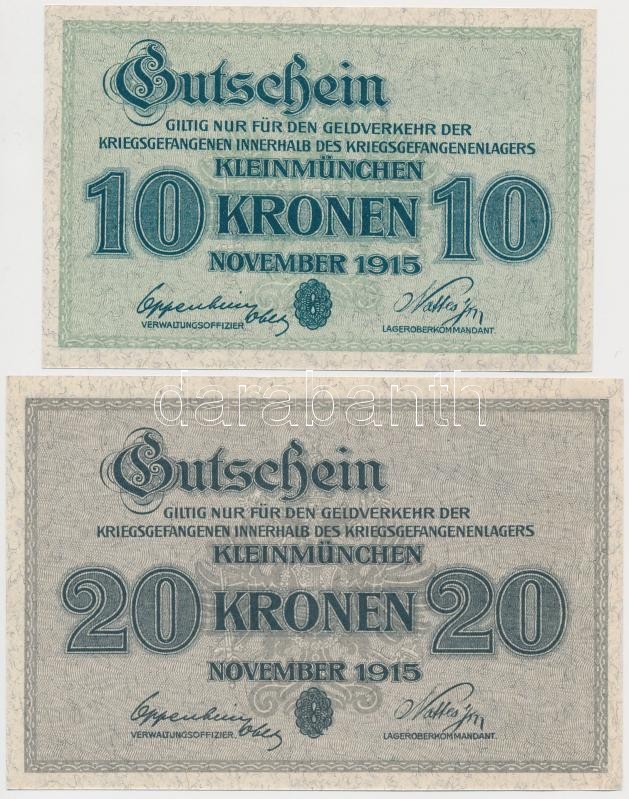 Gutschein
GILTIG NUR FÜR DEN GELDVERKEHR DER
KRIEGSGEFANGENEN INNERHALB DES KRIEGSGEFANGENENLAGERS
KLEINMÜNCHEN
10 KRONEN 10
NOVEMBER 1915
VERWALTUNGSOFFIZIER. LAGEROBERKOMMANDANT.
darabanth
Gutschein
GILTIG NUR FÜR DEN GELDVERKEHR DER
KRIEGSGEFANGENEN INNERHALB DES KRIEGSGEFANGENENLAGERS
KLEINMÜNCHEN
20 KRONEN 20
NOVEMBER 1915
VERWALTUNGSOFFIZIER. LAGEROBERKOMMANDANT.